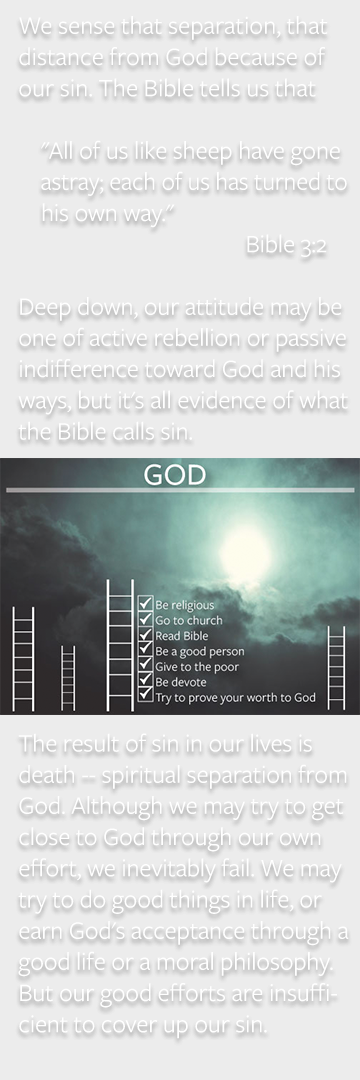 We sense that separation, that
distance from God because of
our sin. The Bible tells us that
"All of us like sheep have gone
astray; each of us has turned to
his own way."
Bible 3:2
Deep down, our attitude may be
one of active rebellion or passive
indifference toward God and his
ways, but it's all evidence of what
the Bible calls sin.
GOD
Be religious
Go to church
Read Bible
Be a good person
Give to the poor
Be devote
Try to prove your worth to God
The result of sin in our lives is
death -- spiritual separation from
God. Although we may try to get
close to God through our own
effort, we inevitably fail. We may
try to do good things in life, or
earn God's acceptance through a
good life or a moral philosophy.
But our good efforts are insuffi-
cient to cover up our sin.